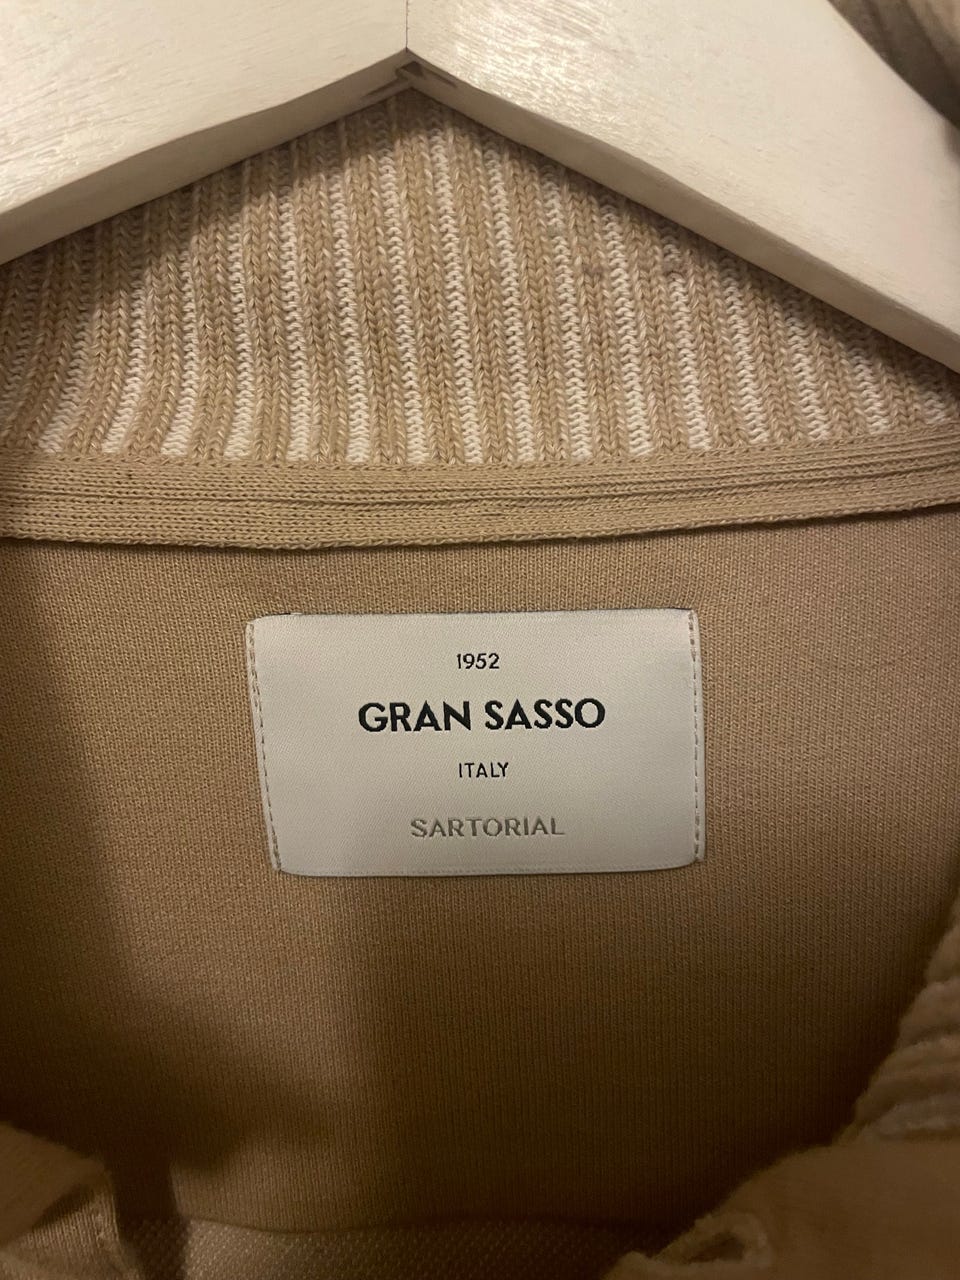 1952
GRAN SASSO
ITALY
SARTORIAL